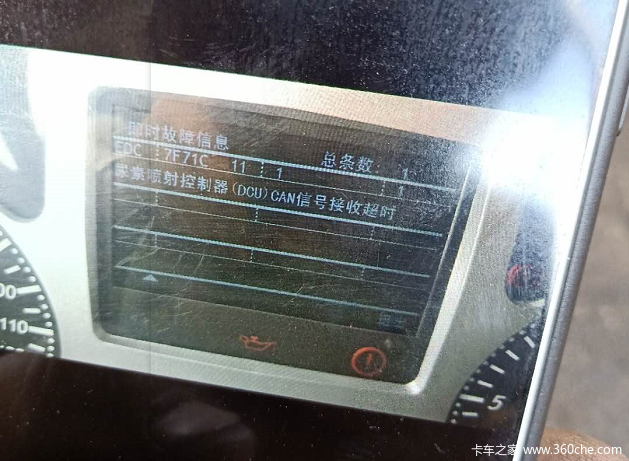 即时故障信息
总条数: 1
EDC 7F71C 11 1 1
尿素喷射控制器(DCU)CAN信号接收超时
00
110
5
卡车之家 www.360che.com